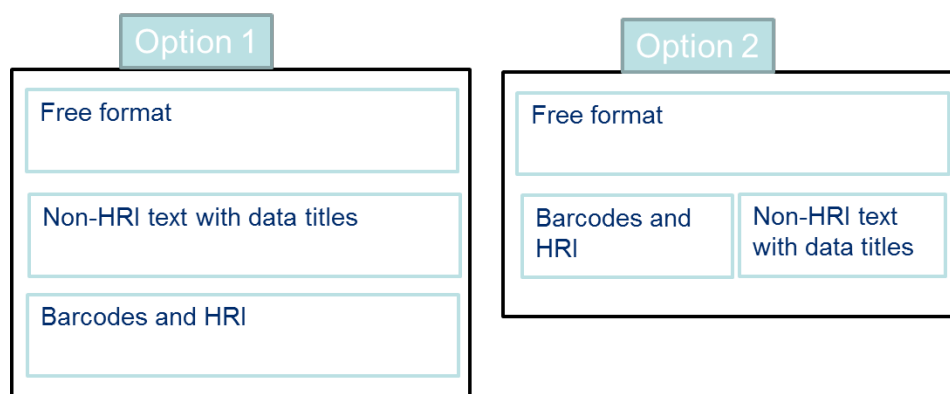 Option 1
Free format
Non-HRI text with data titles
Barcodes and HRI
Option 2
Free format
Barcodes and
HRI
Non-HRI text
with data titles